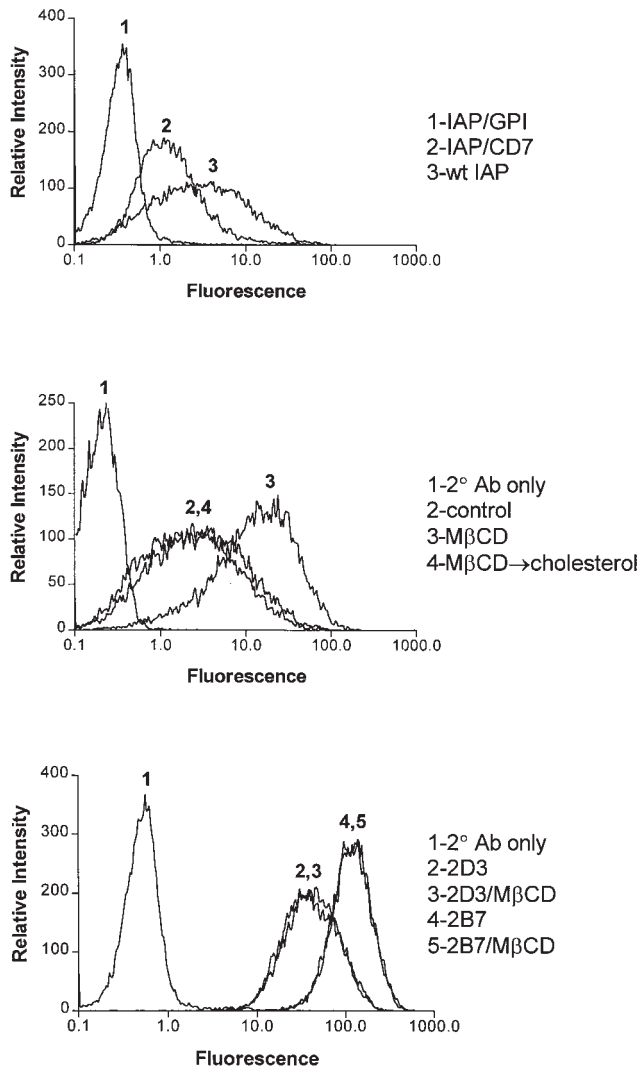 400
300
200
100
0
Relative Intensity
1
2
3
0.1 1.0 10.0 100.0 1000.0
Fluorescence
1-IAP/GPI
2-IAP/CD7
3-wt IAP
250
200
150
100
50
0
Relative Intensity
1
2,4
3
0.1 1.0 10.0 100.0 1000.0
Fluorescence
1-2° Ab only
2-control
3-MβCD
4-MβCD→cholesterol
400
300
200
100
0
Relative Intensity
1
2,3
4,5
0.1 1.0 10.0 100.0 1000.0
Fluorescence
1-2° Ab only
2-2D3
3-2D3/MβCD
4-2B7
5-2B7/MβCD